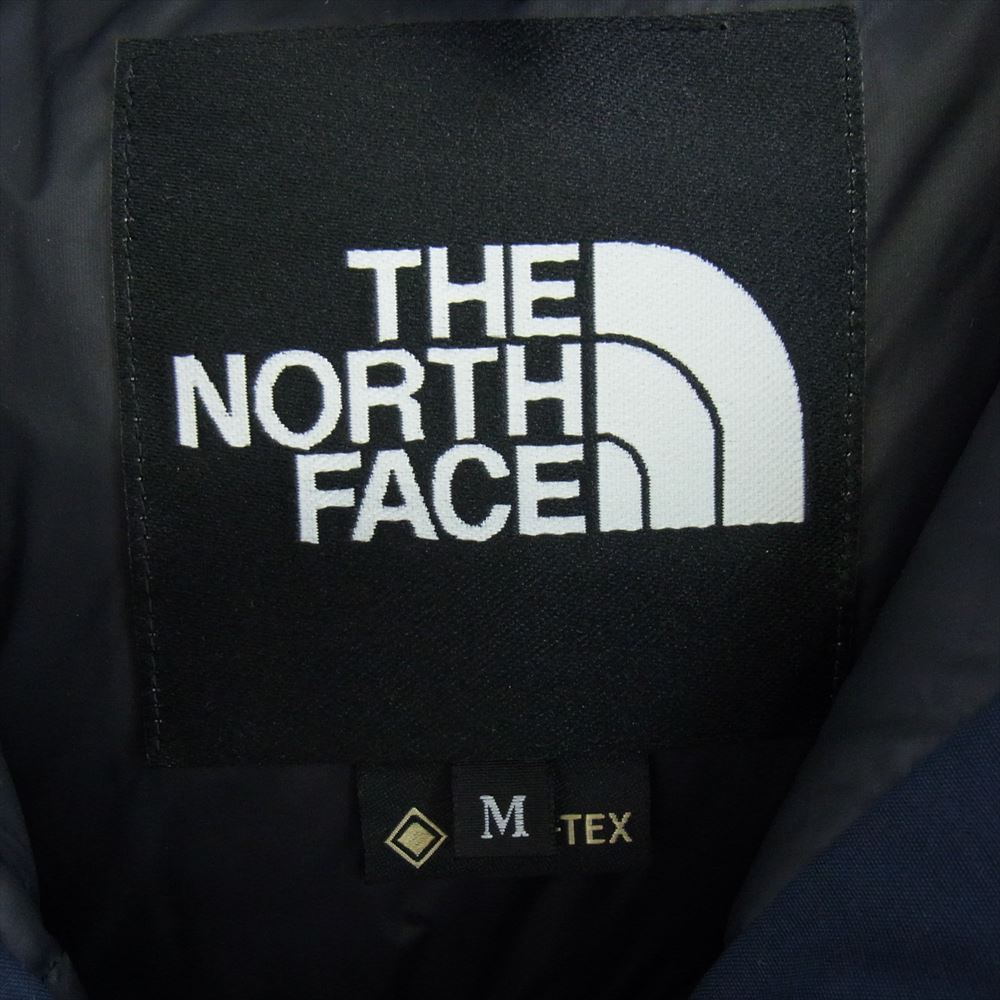 THE
NORTH
FACE
M
-TEX